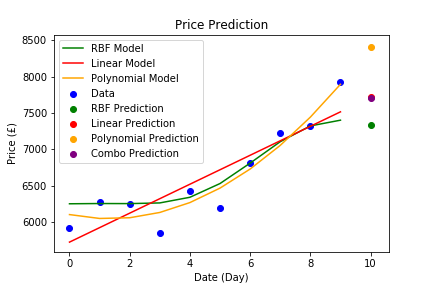 Price Prediction
8500
8000
7500
7000
6500
6000
Price (£)
RBF Model
Linear Model
Polynomial Model
Data
RBF Prediction
Linear Prediction
Polynomial Prediction
Combo Prediction
0 2 4 6 8 10
Date (Day)